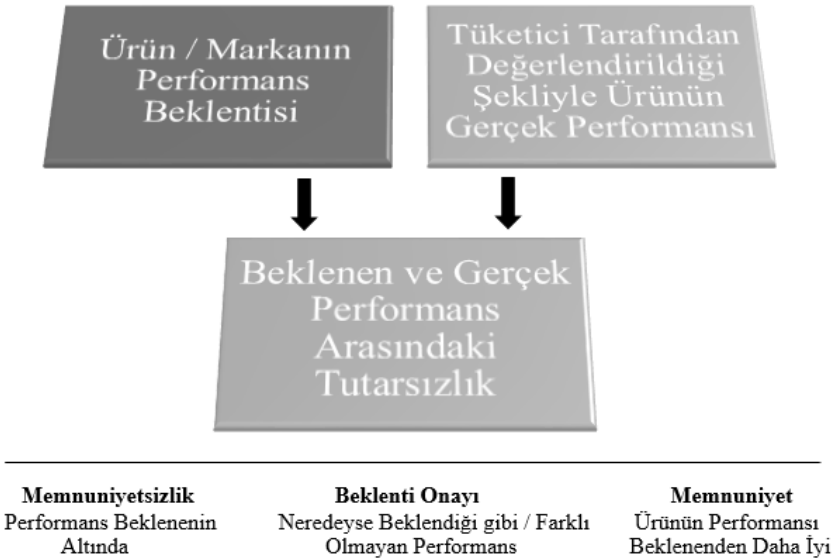 Ürün / Markanın
Performans
Beklentisi
Tüketici Tarafından
Değerlendirildiği
Şekliyle Ürünün
Gerçek Performansı
Beklenen ve Gerçek
Performans
Arasındaki
Tutarsızlık
Memnuniyetsizlik
Performans Beklenenin
Altında
Beklenti Onayı
Neredeyse Beklendiği gibi / Farklı
Olmayan Performans
Memnuniyet
Ürünün Performansı
Beklenenden Daha İyi